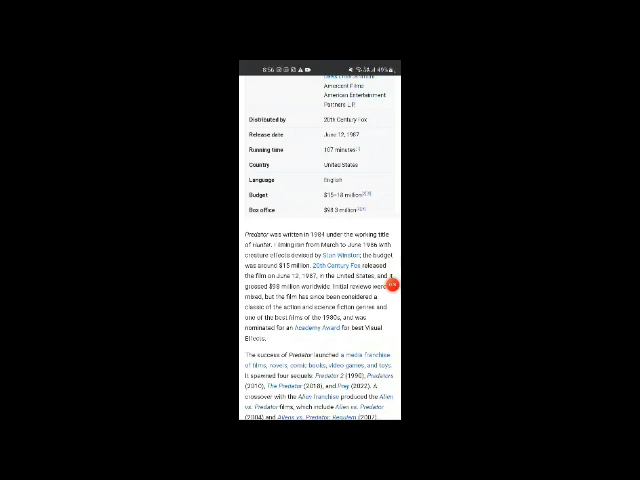 8:56
49%
Amercent Films
American Entertainment
Partners L.P.
Distributed by 20th Century Fox
Release date June 12, 1987
Running time 107 minutes
Country United States
Language English
Budget $15–18 million
Box office $98.3 million
Predator was written in 1984 under the working title
of Hunter. Filming ran from March to June 1986 with
creature effects devised by Stan Winston; the budget
was around $15 million. 20th Century Fox released
the film on June 12, 1987, in the United States, and it
grossed $98 million worldwide. Initial reviews were
mixed, but the film has since been considered a
classic of the action and science fiction genres and
one of the best films of the 1980s, and was
nominated for an Academy Award for best Visual
Effects.
The success of Predator launched a media franchise
of films, novels, comic books, video games, and toys.
It spawned four sequels: Predator 2 (1990), Predators
(2010), The Predator (2018), and Prey (2022). A
crossover with the Alien franchise produced the Alien
vs. Predator films, which include Alien vs. Predator
(2004) and Aliens vs. Predator: Requiem (2007).